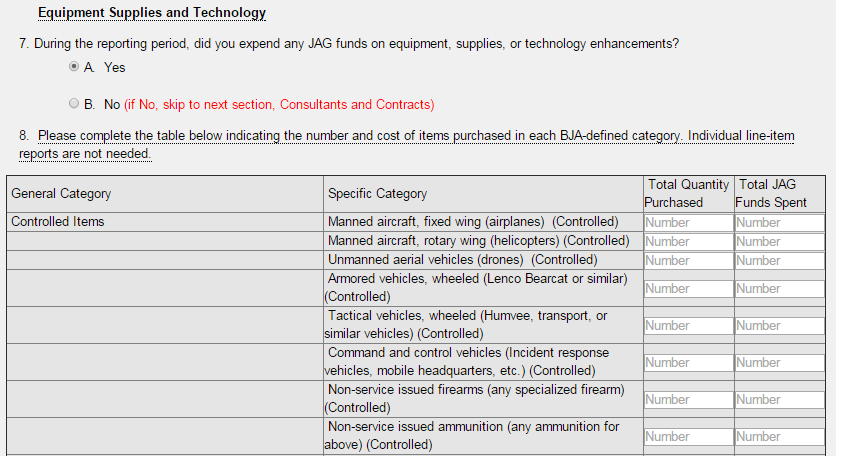 Equipment Supplies and Technology
7. During the reporting period, did you expend any JAG funds on equipment, supplies, or technology enhancements?
A. Yes
B. No (if No, skip to next section, Consultants and Contracts)
8. Please complete the table below indicating the number and cost of items purchased in each BJA-defined category. Individual line-item
reports are not needed.
General Category Specific Category Total Quantity Total JAG
Purchased Funds Spent
Controlled Items Manned aircraft, fixed wing (airplanes) (Controlled) Number Number
Manned aircraft, rotary wing (helicopters) (Controlled) Number Number
Unmanned aerial vehicles (drones) (Controlled) Number Number
Armored vehicles, wheeled (Lenco Bearcat or similar)
(Controlled) Number Number
Tactical vehicles, wheeled (Humvee, transport, or
similar vehicles) (Controlled) Number Number
Command and control vehicles (Incident response
vehicles, mobile headquarters, etc.) (Controlled) Number Number
Non-service issued firearms (any specialized firearm)
(Controlled) Number Number
Non-service issued ammunition (any ammunition for
above) (Controlled) Number Number